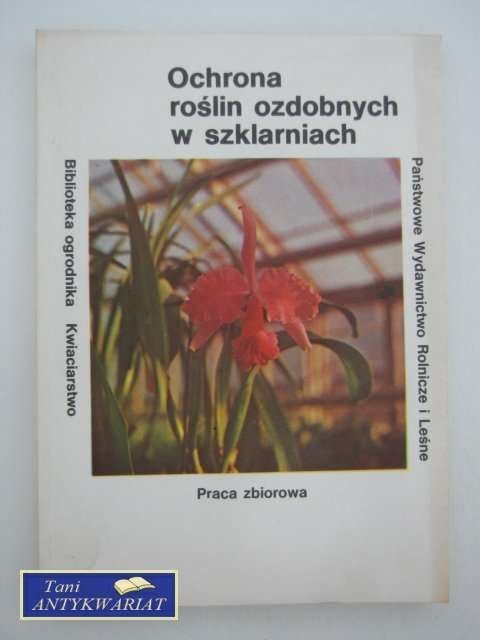 Ochrona
roślin ozdobnych
w szklarniach
Biblioteka ogrodnika Kwiaciarstwo
Państwowe Wydawnictwo Rolnicze i Leśne
Praca zbiorowa
Tani
ANTYKWARIAT